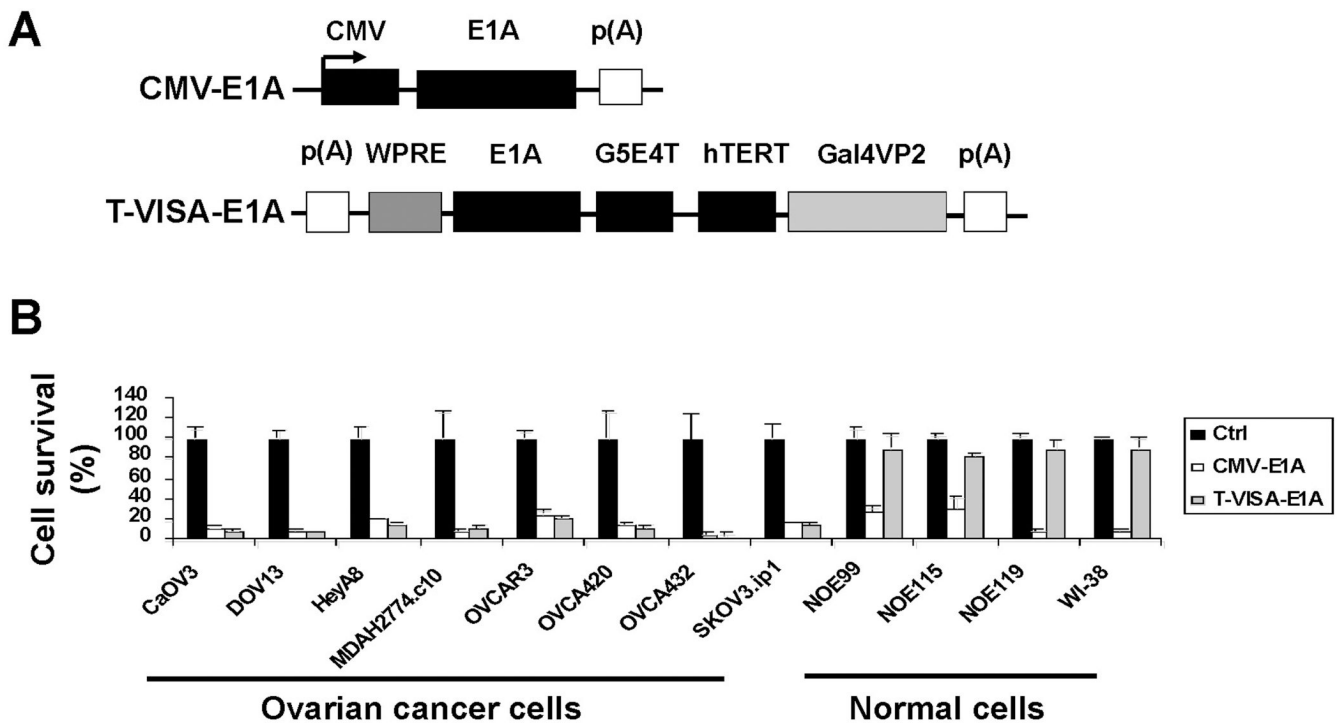 A
CMV E1A p(A)
CMV-E1A
p(A) WPRE E1A G5E4T hTERT Gal4VP2 p(A)
T-VISA-E1A
B
Cell survival
(%)
140
120
100
80
60
40
20
0
Ctrl
CMV-E1A
T-VISA-E1A
CaOV3 DOV13 HeyA8 MDAH2774.c10 OVCAR3 OVCA420 OVCA432 SKOV3.ip1 NOE99 NOE115 NOE119 WI-38
Ovarian cancer cells Normal cells